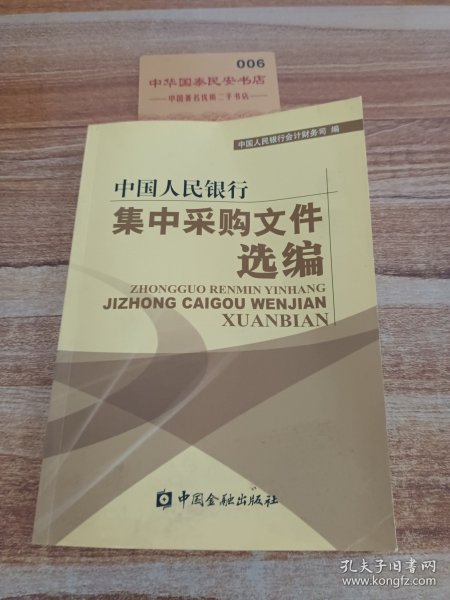 006
中华国泰民安书店
中国著名优质二手书店
中国人民银行会计财务司 编
中国人民银行
集中采购文件
选编
ZHONGGUO RENMIN YINHANG
JIZHONG CAIGOU WENJIAN
XUANBIAN
中国金融出版社
孔夫子旧书网
www.kongfz.com